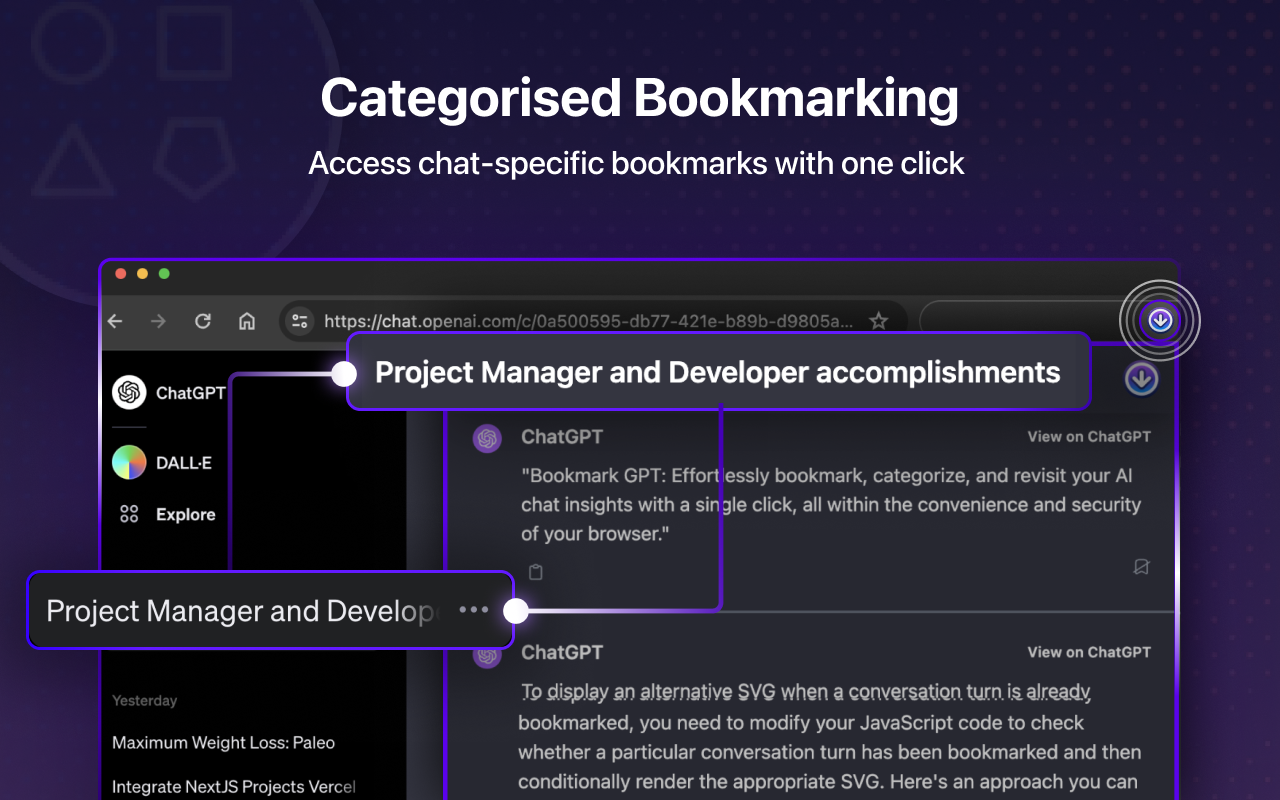 Categorised Bookmarking
Access chat-specific bookmarks with one click
https://chat.openai.com/c/0a500595-db77-421e-b89b-d9805a...
Project Manager and Developer accomplishments
ChatGPT
DALL·E
Explore
ChatGPT
View on ChatGPT
"Bookmark GPT: Effortlessly bookmark, categorize, and revisit your AI
chat insights with a single click, all within the convenience and security
of your browser."
Project Manager and Develope
ChatGPT
View on ChatGPT
To display an alternative SVG when a conversation turn is already
bookmarked, you need to modify your JavaScript code to check
whether a particular conversation turn has been bookmarked and then
conditionally render the appropriate SVG. Here's an approach you can
Yesterday
Maximum Weight Loss: Paleo
Integrate NextJS Projects Vercel